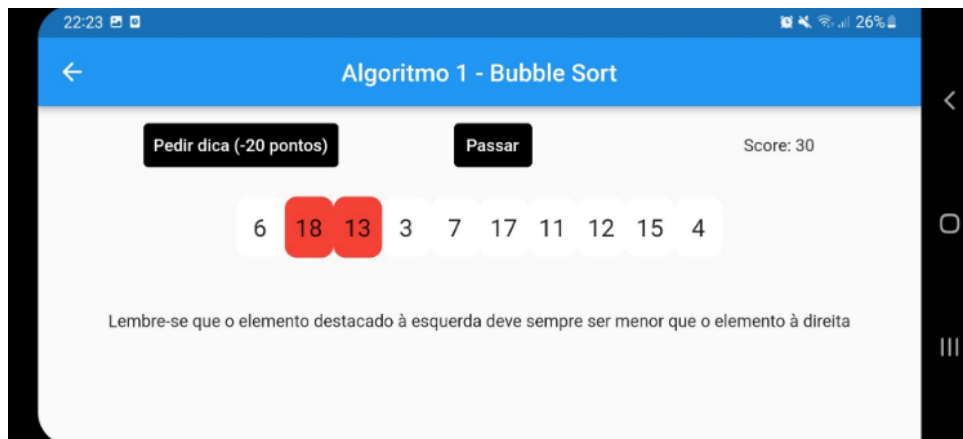 22:23 26%
Algoritmo 1 - Bubble Sort
Pedir dica (-20 pontos) Passar Score: 30
6 18 13 3 7 17 11 12 15 4
Lembre-se que o elemento destacado à esquerda deve sempre ser menor que o elemento à direita